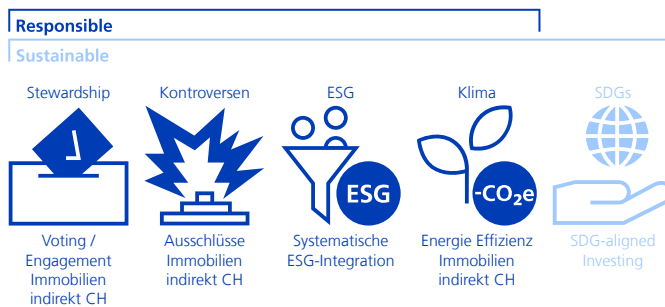 Responsible
Sustainable
Stewardship
Kontroversen
ESG
Klima
SDGs
ESG
-CO₂e
Voting /
Engagement
Immobilien
indirekt CH
Ausschlüsse
Immobilien
indirekt CH
Systematische
ESG-Integration
Energie Effizienz
Immobilien
indirekt CH
SDG-aligned
Investing